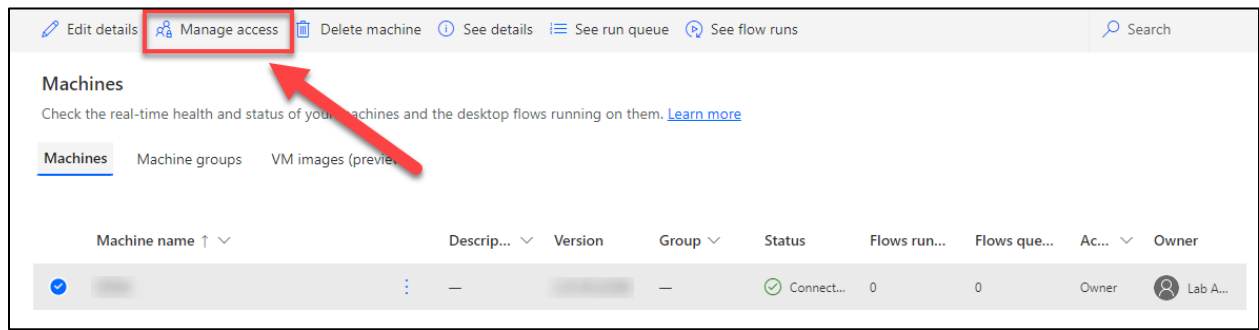 Edit details Manage access Delete machine See details See run queue See flow runs Search
Machines
Check the real-time health and status of your machines and the desktop flows running on them. Learn more
Machines Machine groups VM images (preview)
Machine name ↑ Descrip... Version Group Status Flows run... Flows que... Ac... Owner
— — Connect... 0 0 Owner Lab A...